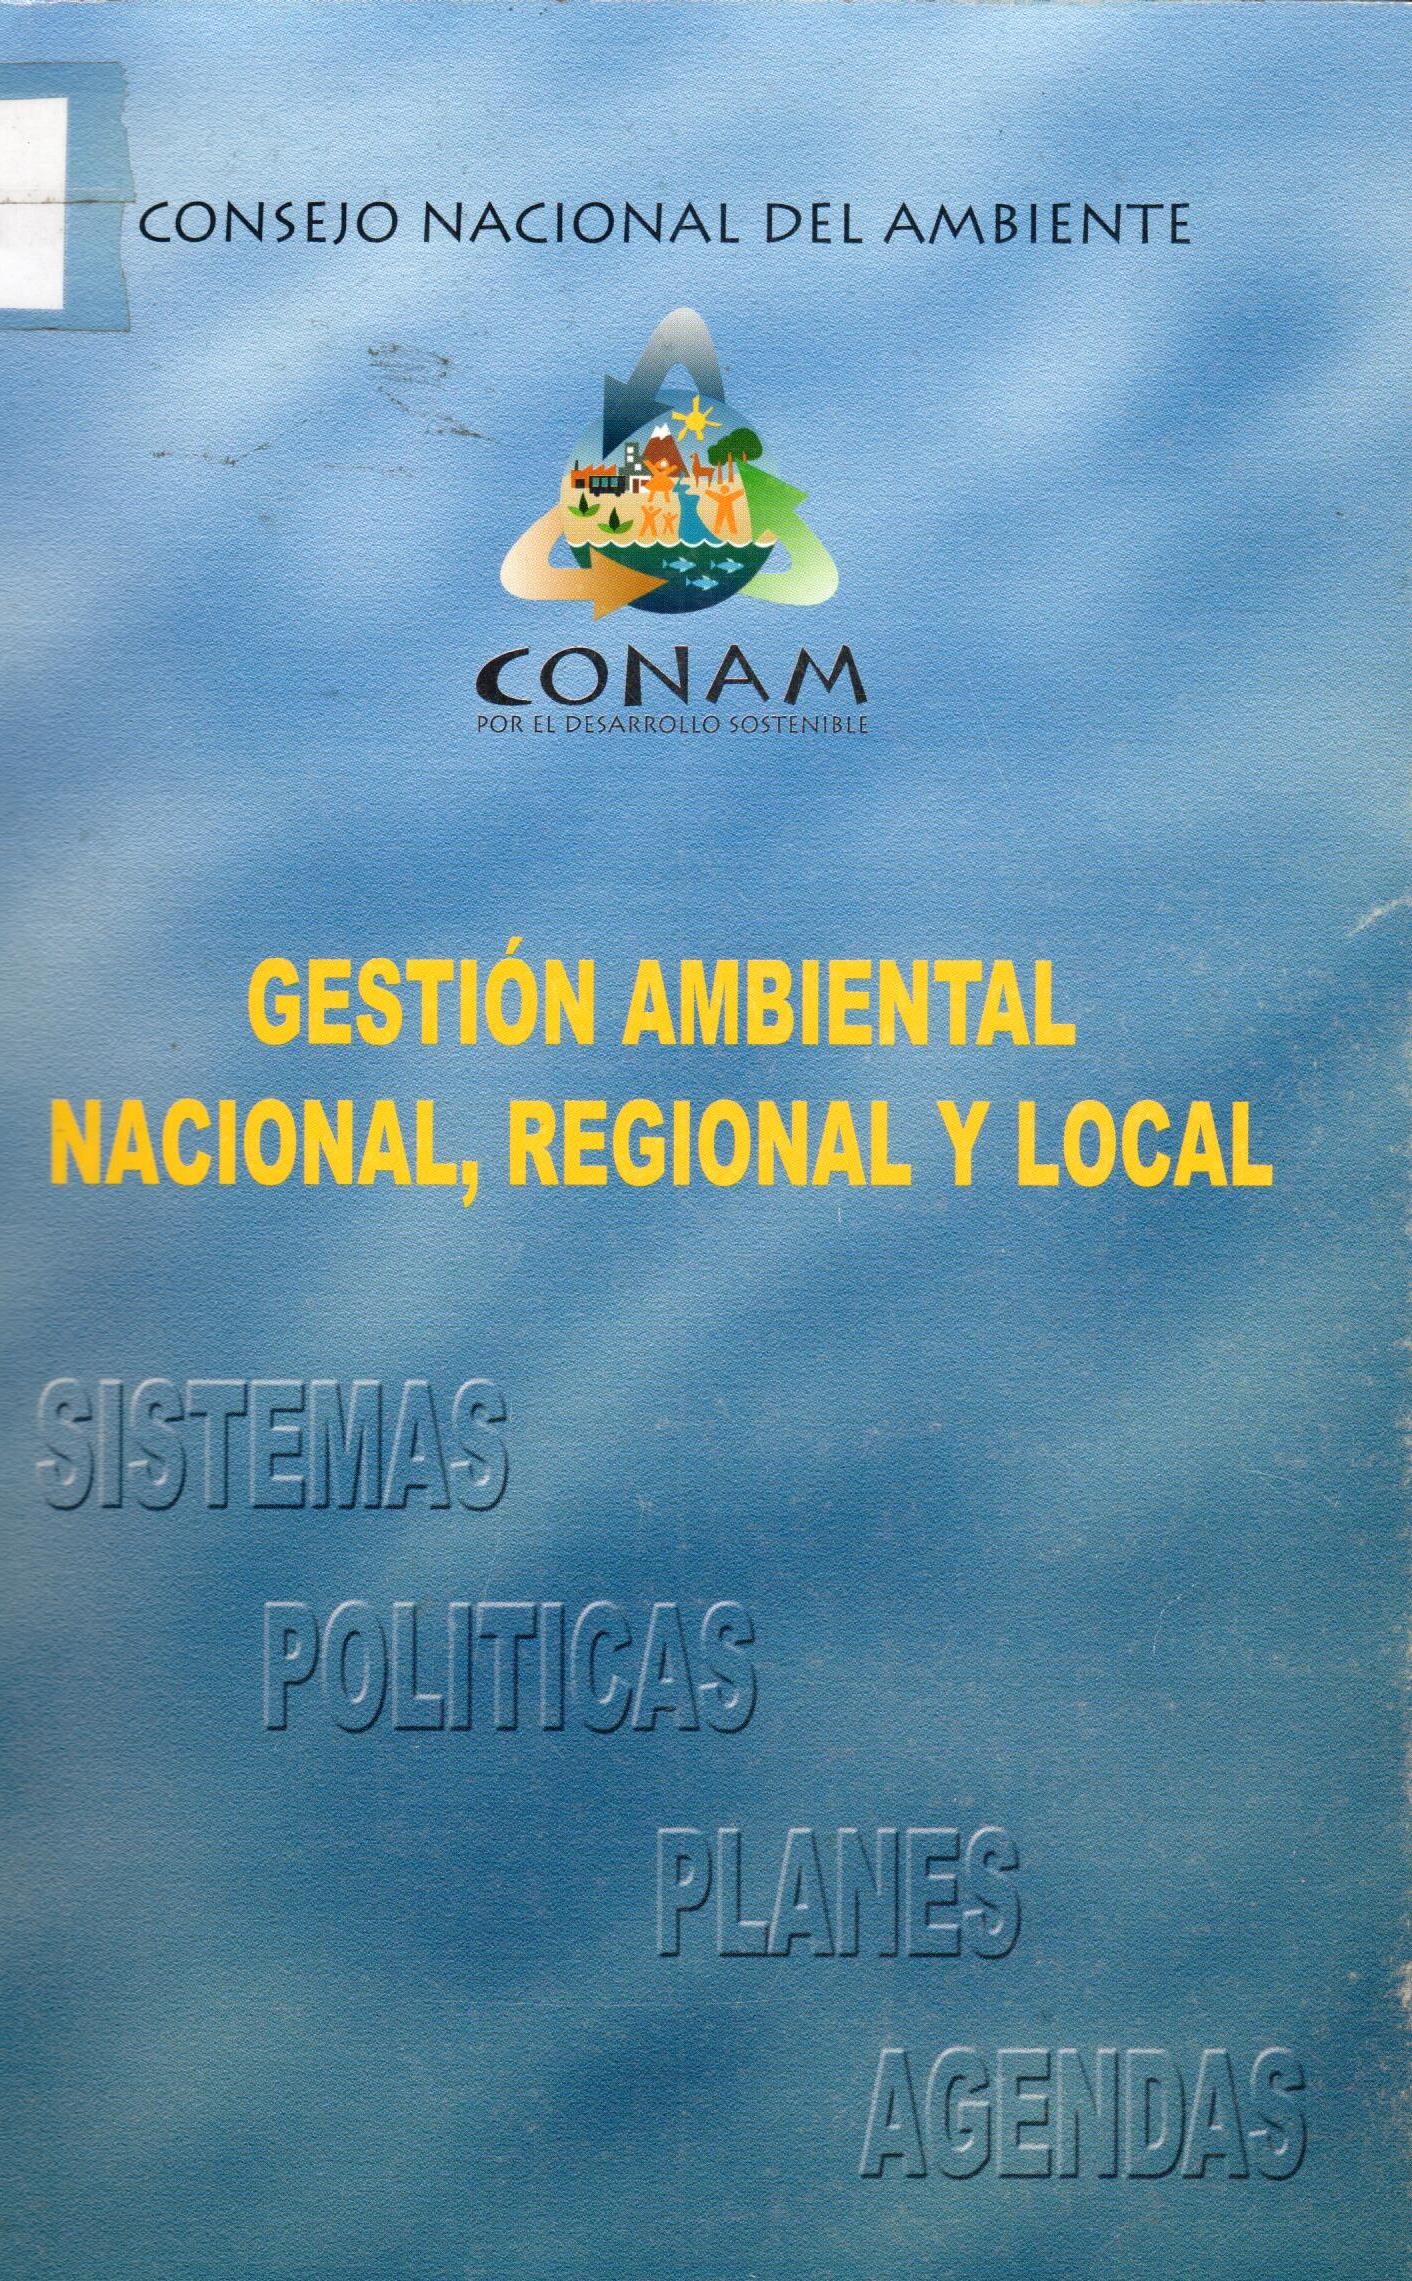 CONSEJO NACIONAL DEL AMBIENTE
CONAM
POR EL DESARROLLO SOSTENIBLE
GESTIÓN AMBIENTAL
NACIONAL, REGIONAL Y LOCAL
SISTEMAS
POLITICAS
PLANES
AGENDAS